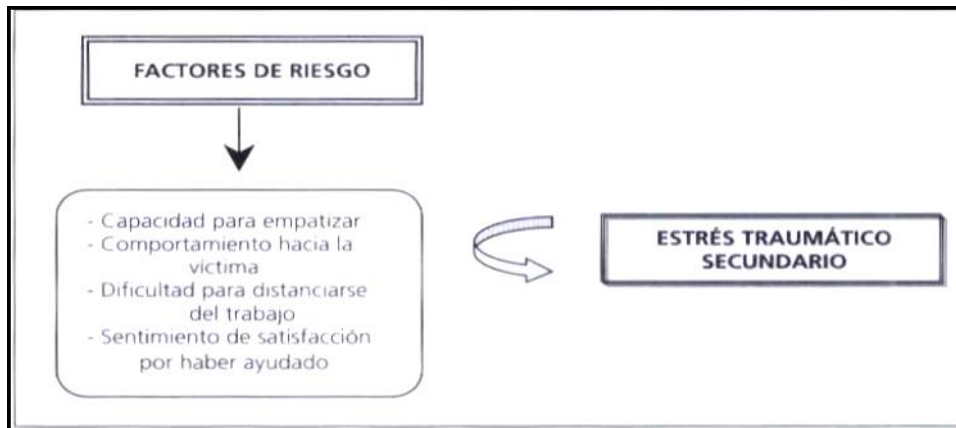 FACTORES DE RIESGO
- Capacidad para empatizar
- Comportamiento hacia la
víctima
- Dificultad para distanciarse
del trabajo
- Sentimiento de satisfacción
por haber ayudado
ESTRÉS TRAUMÁTICO
SECUNDARIO